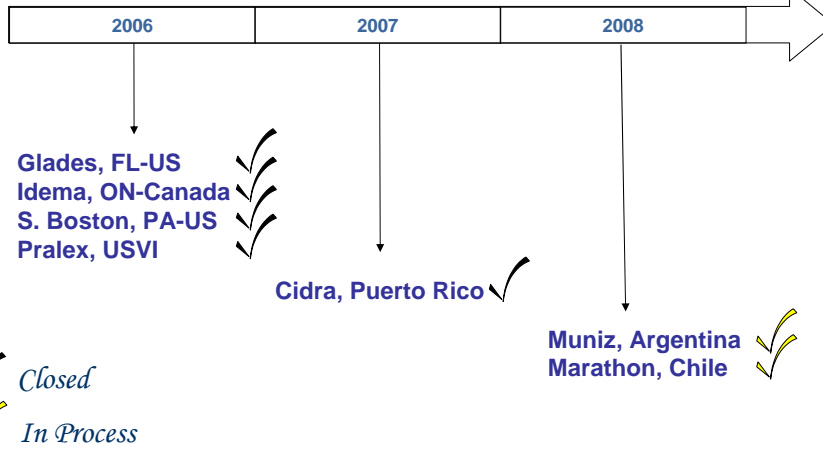 2006 2007 2008
Glades, FL-US
Idema, ON-Canada
S. Boston, PA-US
Pralex, USVI
Cidra, Puerto Rico
Muniz, Argentina
Marathon, Chile
Closed
In Process